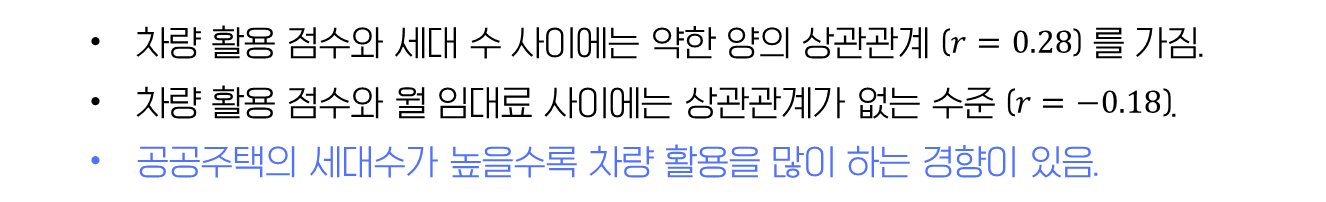 • 차량 활용 점수와 세대 수 사이에는 약한 양의 상관관계 (r = 0.28) 를 가짐.
• 차량 활용 점수와 월 임대료 사이에는 상관관계가 없는 수준 (r = −0.18).
• 공공주택의 세대수가 높을수록 차량 활용을 많이 하는 경향이 있음.